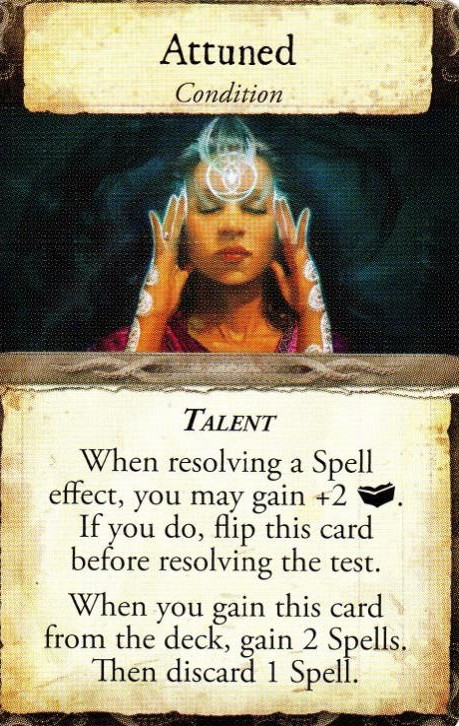 Attuned
Condition
TALENT
When resolving a Spell
effect, you may gain +2 .
If you do, flip this card
before resolving the test.
When you gain this card
from the deck, gain 2 Spells.
Then discard 1 Spell.